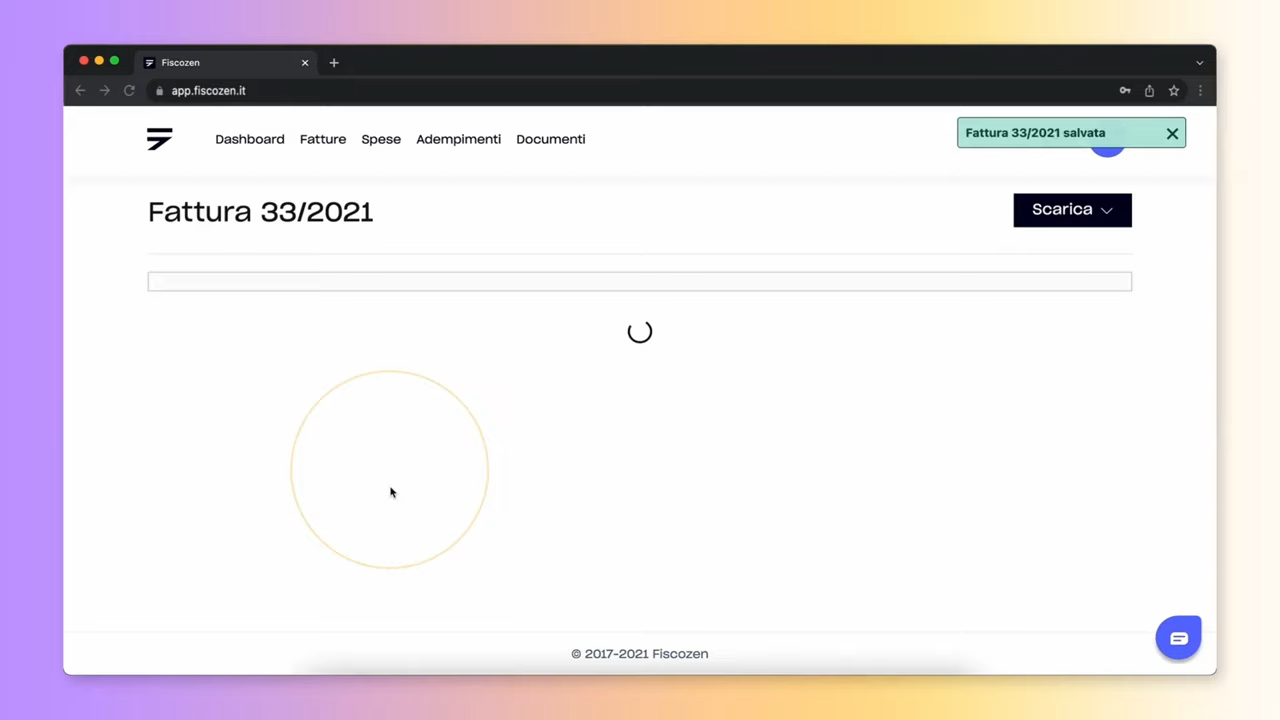 Fiscozen
app.fiscozen.it
Dashboard Fatture Spese Adempimenti Documenti
Fattura 33/2021 salvata
Fattura 33/2021
Scarica
© 2017-2021 Fiscozen